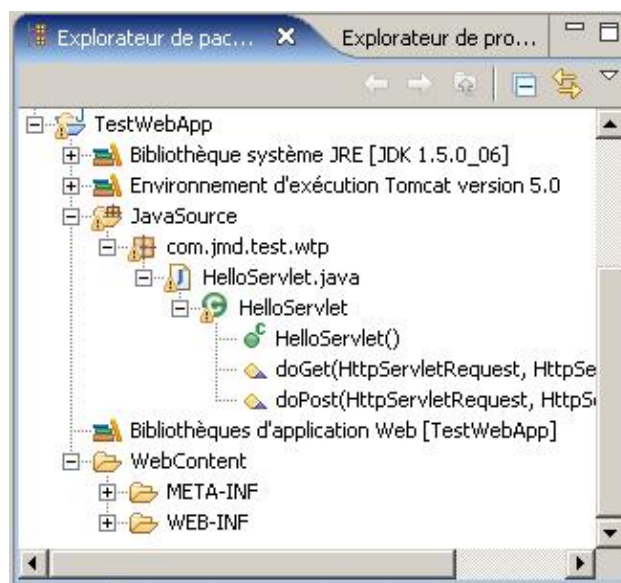 Explorateur de pac... Explorateur de pro...
TestWebApp
Bibliothèque système JRE [JDK 1.5.0_06]
Environnement d'exécution Tomcat version 5.0
JavaSource
com.jmd.test.wtp
HelloServlet.java
HelloServlet
HelloServlet()
doGet(HttpServletRequest, HttpSe
doPost(HttpServletRequest, HttpS
Bibliothèques d'application Web [TestWebApp]
WebContent
META-INF
WEB-INF